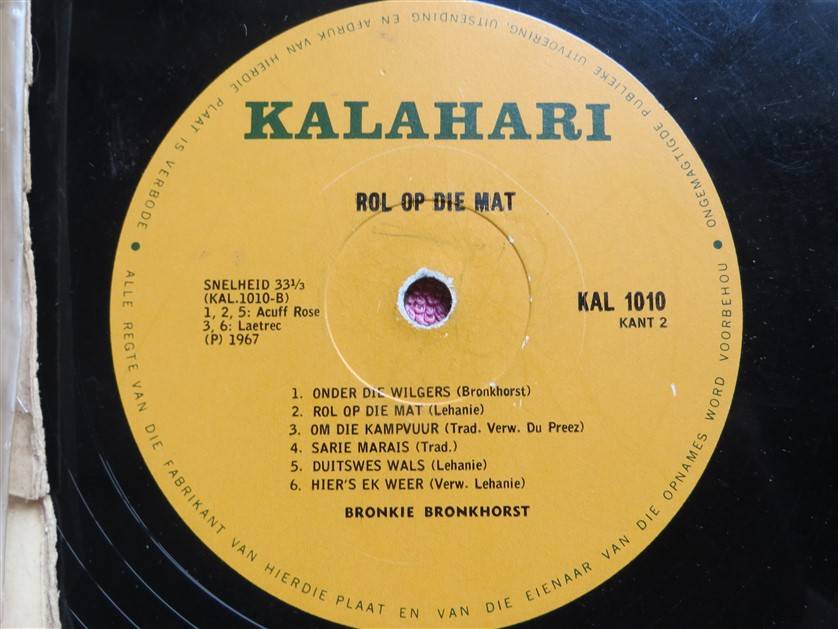 KALAHARI
ROL OP DIE MAT
SNELHEID 33⅓
(KAL.1010-B)
1, 2, 5: Acuff Rose
3, 6: Laetrec
(P) 1967
KAL 1010
KANT 2
1. ONDER DIE WILGERS (Bronkhorst)
2. ROL OP DIE MAT (Lehanie)
3. OM DIE KAMPVUUR (Trad. Verw. Du Preez)
4. SARIE MARAIS (Trad.)
5. DUITSWES WALS (Lehanie)
6. HIER'S EK WEER (Verw. Lehanie)
BRONKIE BRONKHORST
ALLE REGTE VAN DIE FABRIKANT VAN HIERDIE PLAAT EN VAN DIE EIENAAR VAN DIE OPNAMES WORD VOORBEHOU
ONGEMAGTIGDE PUBLIEKE UITVOERING, UITSENDING EN AFDRUK VAN HIERDIE PLAAT IS VERBODE